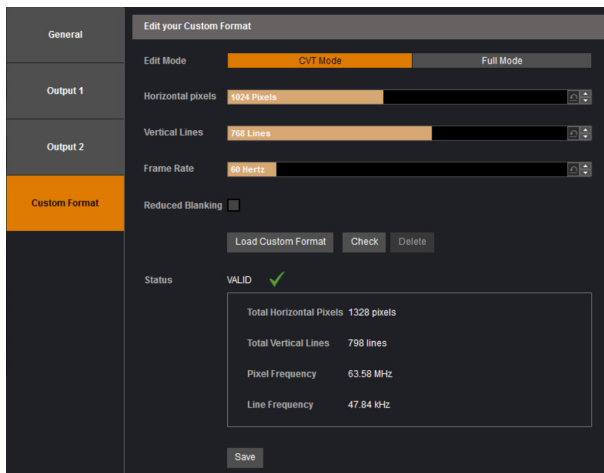 General
Output 1
Output 2
Custom Format
Edit your Custom Format
Edit Mode CVT Mode Full Mode
Horizontal pixels 1024 Pixels
Vertical Lines 768 Lines
Frame Rate 60 Hertz
Reduced Blanking
Load Custom Format Check Delete
Status VALID
Total Horizontal Pixels 1328 pixels
Total Vertical Lines 798 lines
Pixel Frequency 63.58 MHz
Line Frequency 47.84 kHz
Save